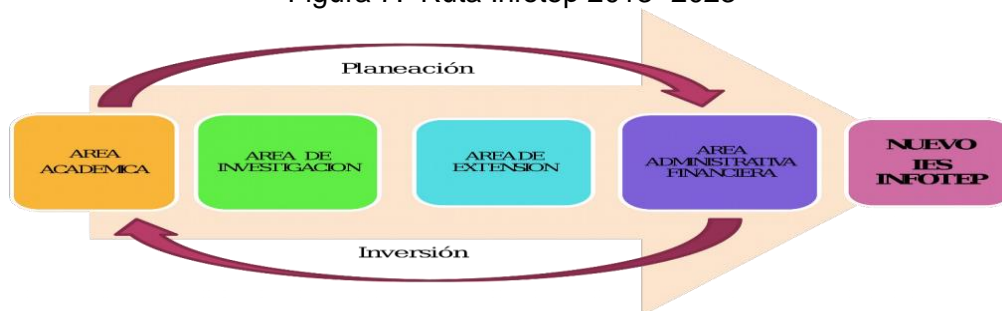 Planeación
AREA
ACADEMICA
AREA DE
INVESTIGACION
AREA DE
EXTENSION
AREA
ADMINISTRATIVA
FINANCIERA
NUEVO
IES
INFOTEP
Inversión